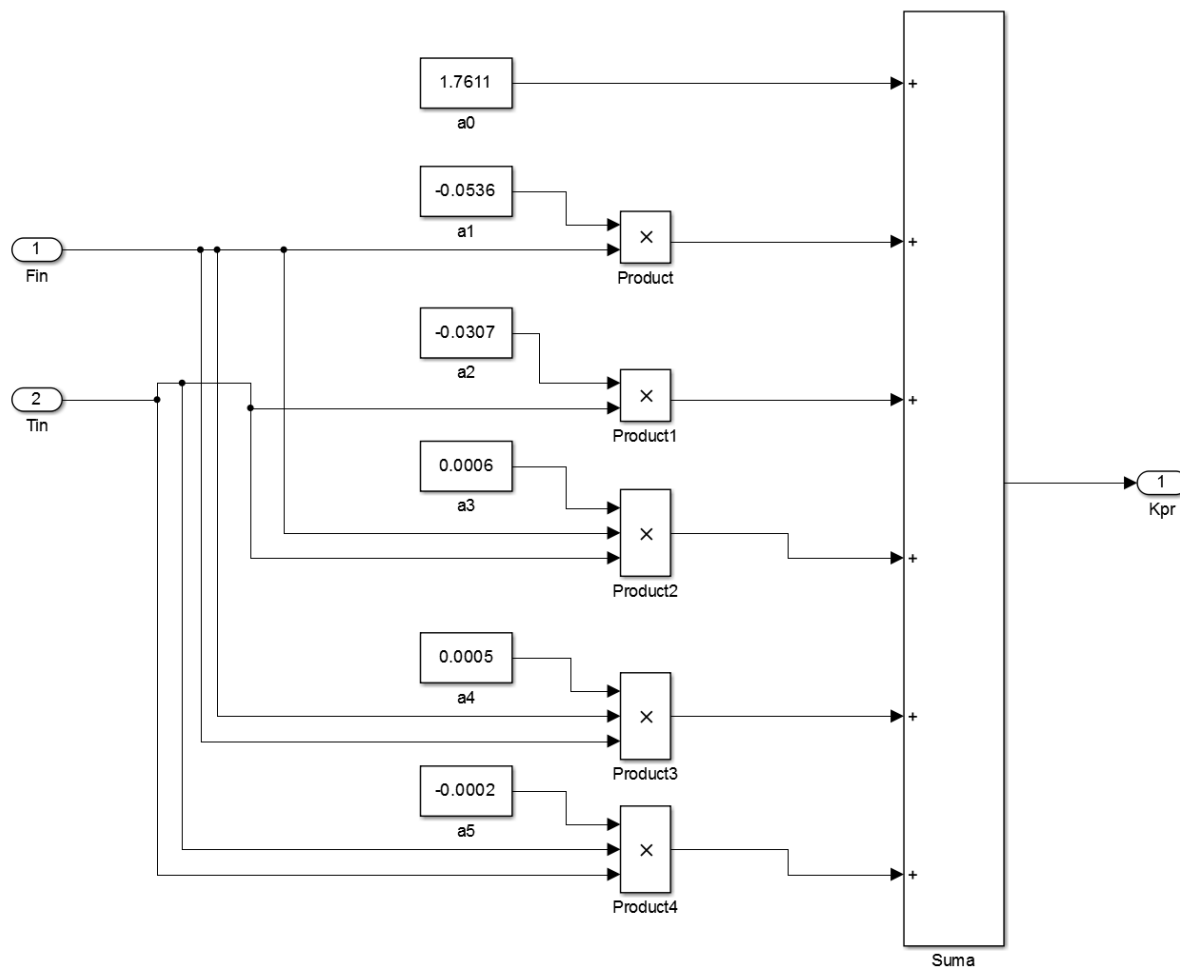 1.7611
+
a0
-0.0536
a1
×
+
1
Fin
Product
-0.0307
a2
×
+
2
Tin
Product1
0.0006
a3
×
+
1
Kpr
Product2
0.0005
a4
×
+
Product3
-0.0002
a5
×
+
Product4
Suma